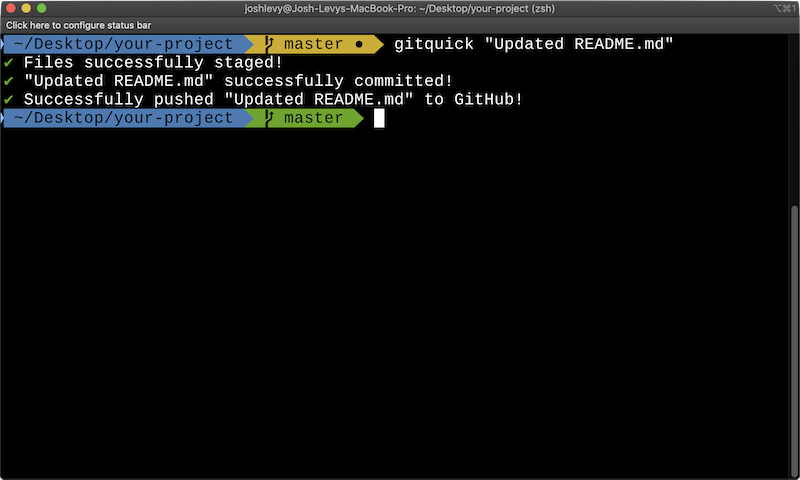 joshlevy@Josh-Levys-MacBook-Pro: ~/Desktop/your-project (zsh) ⌥⌘1
Click here to configure status bar
~/Desktop/your-project master ● gitquick "Updated README.md"
✔ Files successfully staged!
✔ "Updated README.md" successfully committed!
✔ Successfully pushed "Updated README.md" to GitHub!
~/Desktop/your-project master